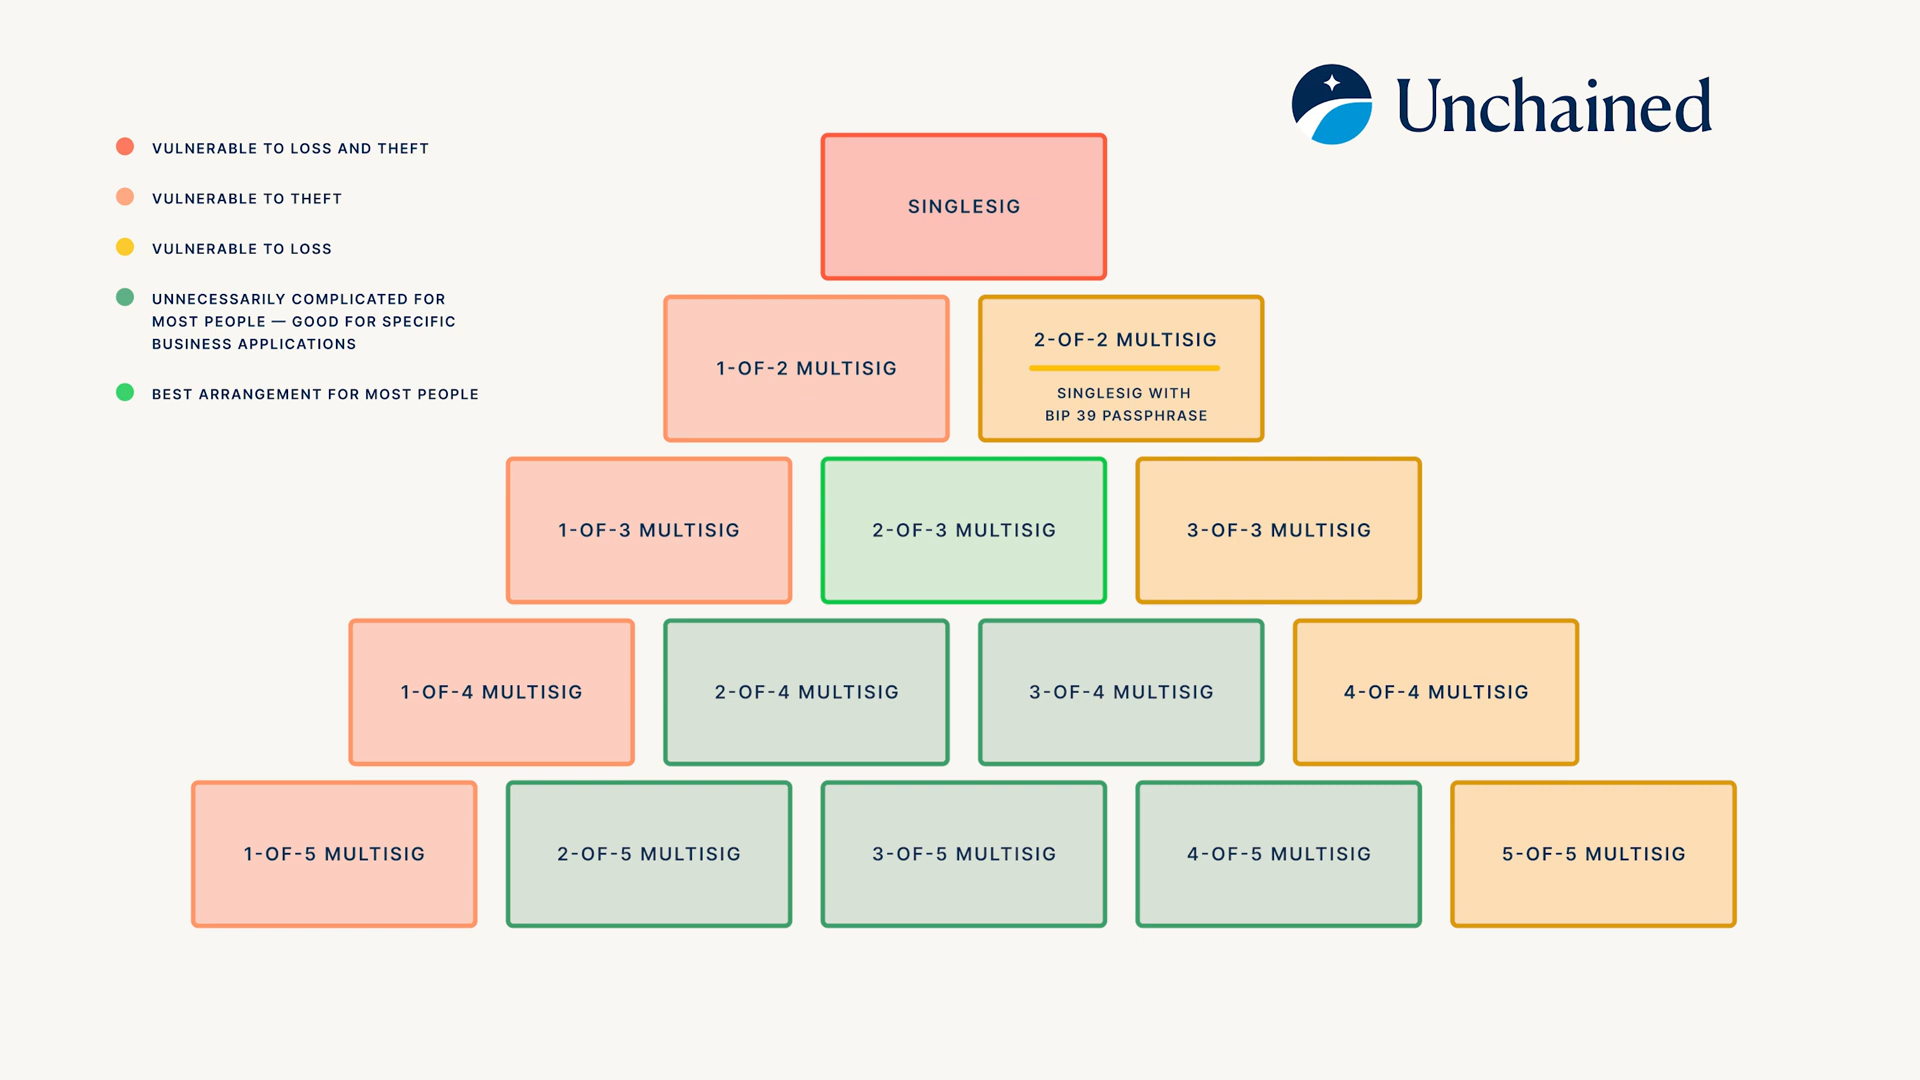 Unchained
VULNERABLE TO LOSS AND THEFT
VULNERABLE TO THEFT
VULNERABLE TO LOSS
UNNECESSARILY COMPLICATED FOR
MOST PEOPLE — GOOD FOR SPECIFIC
BUSINESS APPLICATIONS
BEST ARRANGEMENT FOR MOST PEOPLE
SINGLESIG
1-OF-2 MULTISIG
2-OF-2 MULTISIG
SINGLESIG WITH
BIP 39 PASSPHRASE
1-OF-3 MULTISIG
2-OF-3 MULTISIG
3-OF-3 MULTISIG
1-OF-4 MULTISIG
2-OF-4 MULTISIG
3-OF-4 MULTISIG
4-OF-4 MULTISIG
1-OF-5 MULTISIG
2-OF-5 MULTISIG
3-OF-5 MULTISIG
4-OF-5 MULTISIG
5-OF-5 MULTISIG